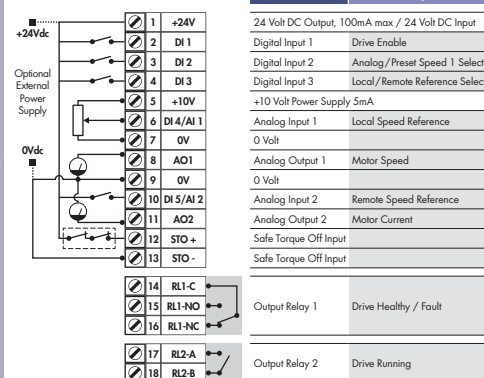 +24Vdc
Optional
External
Power
Supply
0Vdc
1 +24V 24 Volt DC Output, 100mA max / 24 Volt DC Input
2 DI 1 Digital Input 1 Drive Enable
3 DI 2 Digital Input 2 Analog/Preset Speed 1 Select
4 DI 3 Digital Input 3 Local/Remote Reference Selec
5 +10V +10 Volt Power Supply 5mA
6 DI 4/AI 1 Analog Input 1 Local Speed Reference
7 0V 0 Volt
8 AO1 Analog Output 1 Motor Speed
9 0V 0 Volt
10 DI 5/AI 2 Analog Input 2 Remote Speed Reference
11 AO2 Analog Output 2 Motor Current
12 STO + Safe Torque Off Input
13 STO - Safe Torque Off Input
14 RL1-C
15 RL1-NO Output Relay 1 Drive Healthy / Fault
16 RL1-NC
17 RL2-A Output Relay 2 Drive Running
18 RL2-B